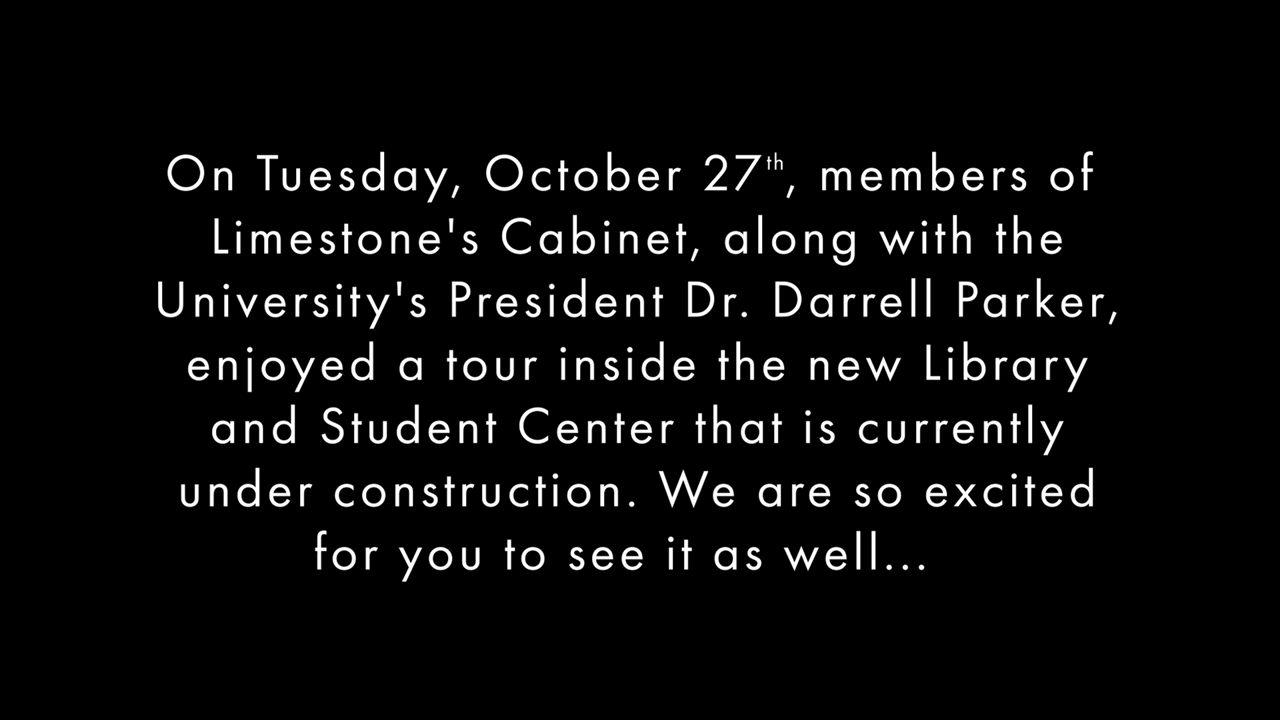 On Tuesday, October 27th, members of
Limestone's Cabinet, along with the
University's President Dr. Darrell Parker,
enjoyed a tour inside the new Library
and Student Center that is currently
under construction. We are so excited
for you to see it as well...